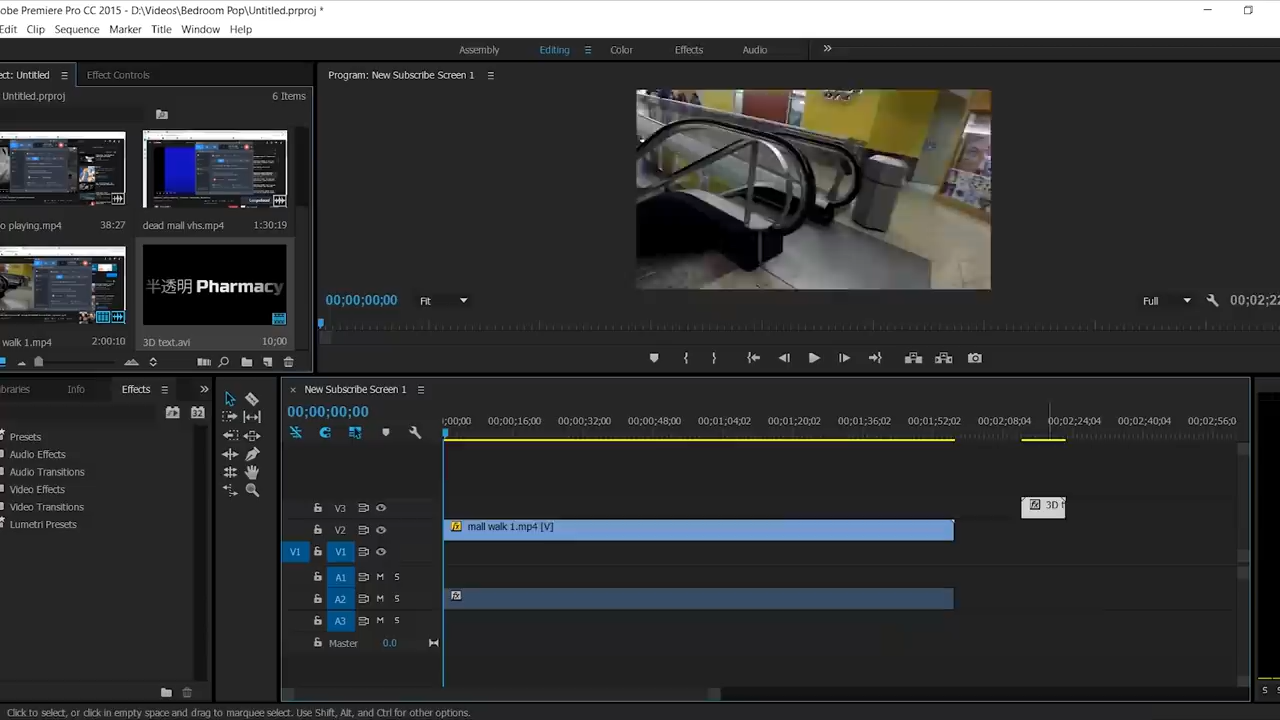 dobe Premiere Pro CC 2015 - D:\Videos\Bedroom Pop\Untitled.prproj *
Edit Clip Sequence Marker Title Window Help
Assembly Editing Color Effects Audio
ect: Untitled Effect Controls
Program: New Subscribe Screen 1
Untitled.prproj 6 Items
o playing.mp4 38:27 dead mall vhs.mp4 1:30:19
半透明 Pharmacy
walk 1.mp4 2:00:10 3D text.avi 10;00
00;00;00;00 Fit Full 00;02;22
braries Info Effects
New Subscribe Screen 1
00;00;00;00
;00;00 00;00;16;00 00;00;32;00 00;00;48;00 00;01;04;02 00;01;20;02 00;01;36;02 00;01;52;02 00;02;08;04 00;02;24;04 00;02;40;04 00;02;56;0
Presets
Audio Effects
Audio Transitions
Video Effects
Video Transitions
Lumetri Presets
V3 fx 3D t
V2 fx mall walk 1.mp4 [V]
V1 V1
A1 M S
A2 M S fx
A3 M S
Master 0.0
S S
Click to select, or click in empty space and drag to marquee select. Use Shift, Alt, and Ctrl for other options.